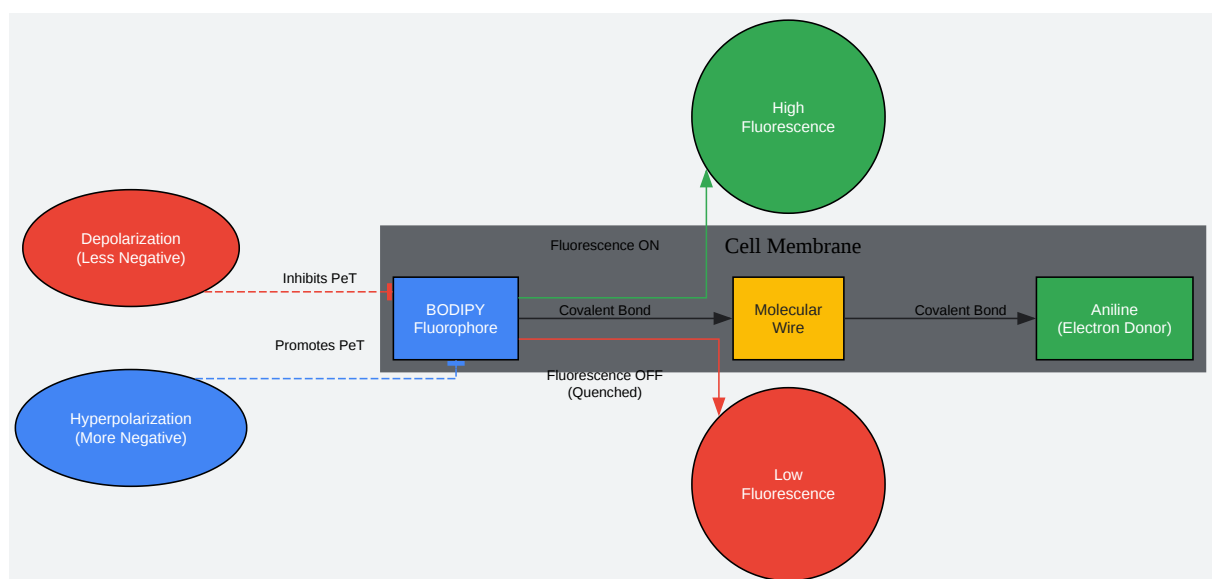 High
Fluorescence
Depolarization
(Less Negative)
Fluorescence ON
Cell Membrane
Inhibits PeT
BODIPY
Fluorophore
Covalent Bond
Molecular
Wire
Covalent Bond
Aniline
(Electron Donor)
Promotes PeT
Fluorescence OFF
(Quenched)
Hyperpolarization
(More Negative)
Low
Fluorescence